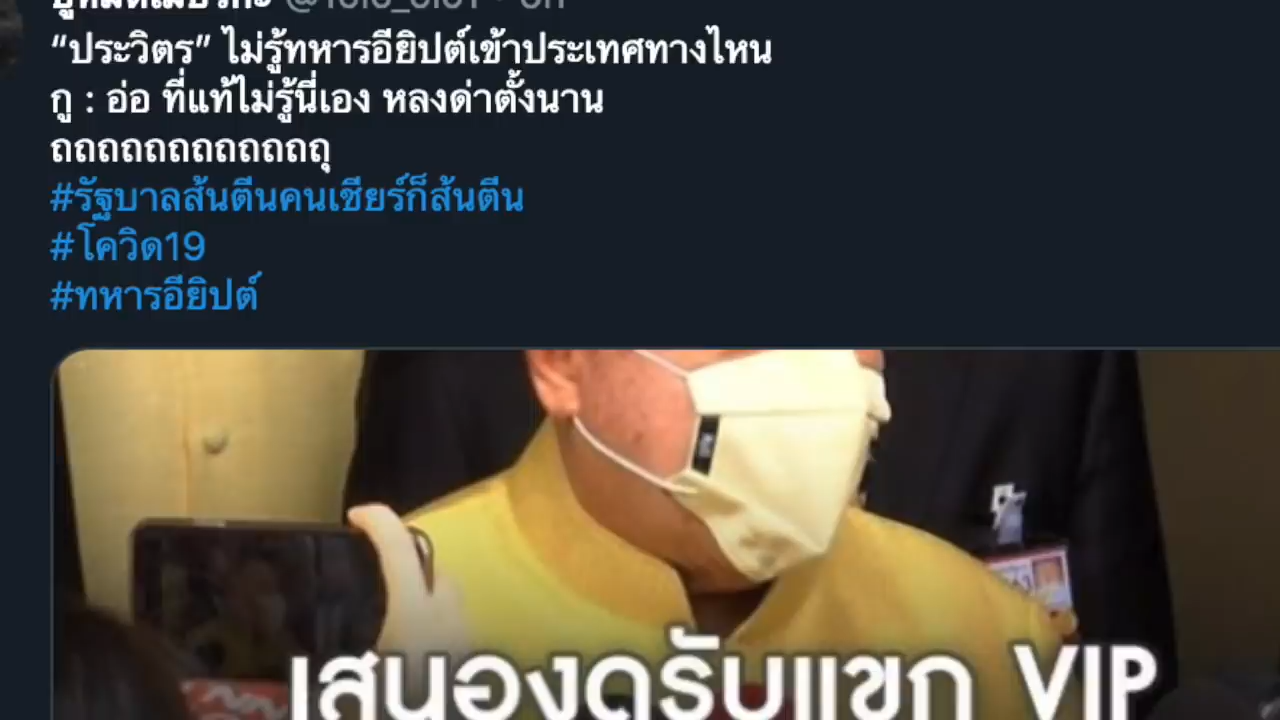 “ประวิตร” ไม่รู้ทหารอียิปต์เข้าประเทศทางไหน
กู : อ่อ ที่แท้ไม่รู้นี่เอง หลงด่าตั้งนาน
ถถถถถถถถถถถถุ
#รัฐบาลส้นตีนคนเชียร์ก็ส้นตีน
#โควิด19
#ทหารอียิปต์
เสนองดรับแขก VIP